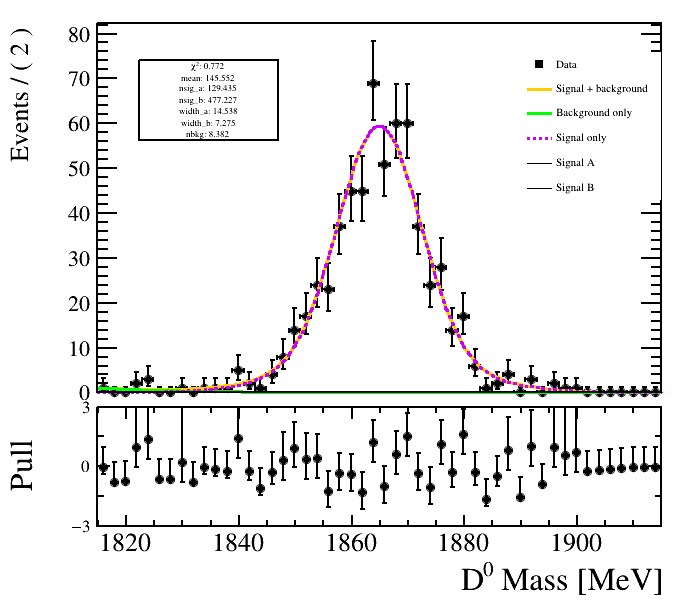 Events / ( 2 )
80
70
60
50
40
30
20
10
0
χ²: 0.772
mean: 145.552
nsig_a: 129.435
nsig_b: 477.227
width_a: 14.538
width_b: 7.275
nbkg: 8.382
Data
Signal + background
Background only
Signal only
Signal A
Signal B
Pull
3
0
−3
1820 1840 1860 1880 1900
D⁰ Mass [MeV]